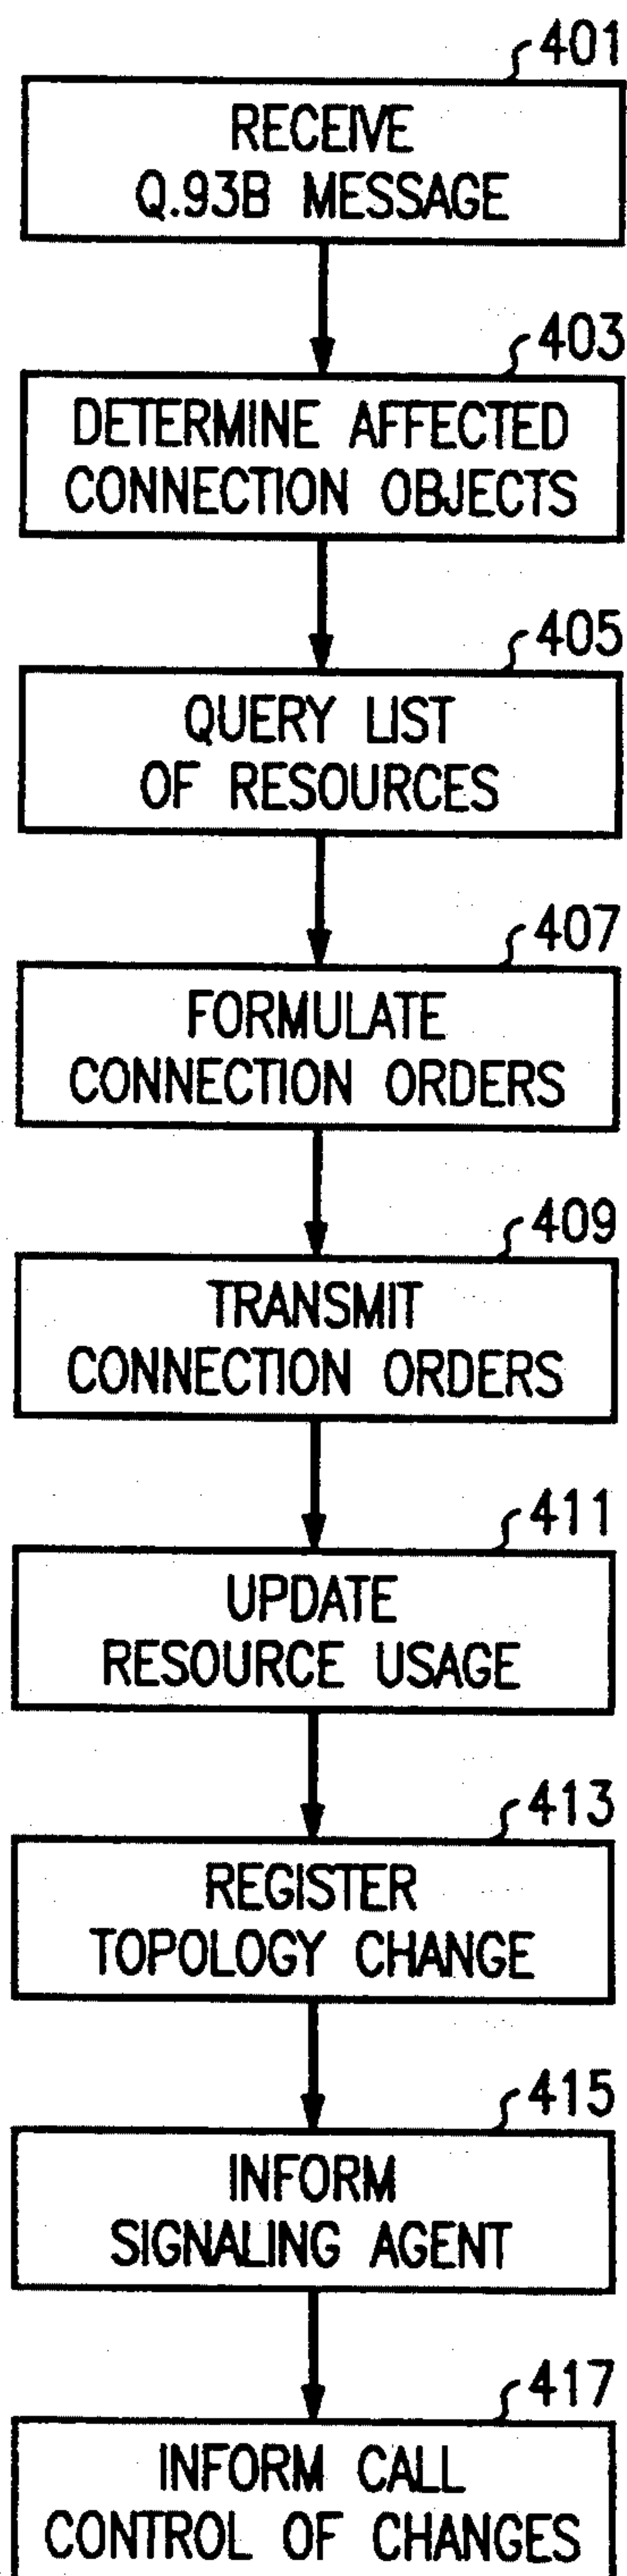 401
RECEIVE
Q.93B MESSAGE
403
DETERMINE AFFECTED
CONNECTION OBJECTS
405
QUERY LIST
OF RESOURCES
407
FORMULATE
CONNECTION ORDERS
409
TRANSMIT
CONNECTION ORDERS
411
UPDATE
RESOURCE USAGE
413
REGISTER
TOPOLOGY CHANGE
415
INFORM
SIGNALING AGENT
417
INFORM CALL
CONTROL OF CHANGES